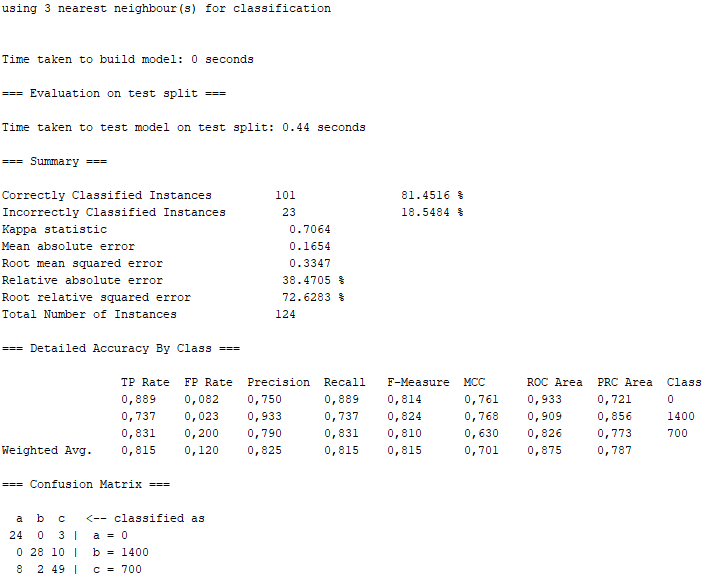 using 3 nearest neighbour(s) for classification
Time taken to build model: 0 seconds
=== Evaluation on test split ===
Time taken to test model on test split: 0.44 seconds
=== Summary ===
Correctly Classified Instances         101               81.4516 %
Incorrectly Classified Instances        23               18.5484 %
Kappa statistic                          0.7064
Mean absolute error                      0.1654
Root mean squared error                  0.3347
Relative absolute error                 38.4705 %
Root relative squared error             72.6283 %
Total Number of Instances              124
=== Detailed Accuracy By Class ===
                 TP Rate  FP Rate  Precision  Recall   F-Measure  MCC      ROC Area  PRC Area  Class
                 0,889    0,082    0,750      0,889    0,814      0,761    0,933     0,721     0
                 0,737    0,023    0,933      0,737    0,824      0,768    0,909     0,856     1400
                 0,831    0,200    0,790      0,831    0,810      0,630    0,826     0,773     700
Weighted Avg.    0,815    0,120    0,825      0,815    0,815      0,701    0,875     0,787
=== Confusion Matrix ===
  a  b  c   <-- classified as
 24  0  3 |  a = 0
  0 28 10 |  b = 1400
  8  2 49 |  c = 700